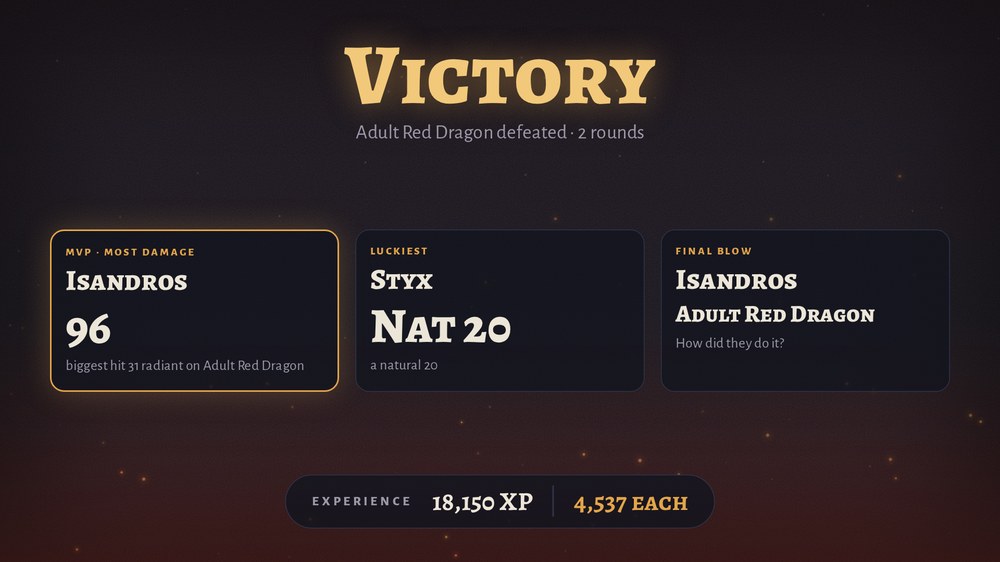 Victory
Adult Red Dragon defeated · 2 rounds
MVP · MOST DAMAGE
Isandros
96
biggest hit 31 radiant on Adult Red Dragon
LUCKIEST
Styx
Nat 20
a natural 20
FINAL BLOW
Isandros
Adult Red Dragon
How did they do it?
EXPERIENCE 18,150 XP 4,537 EACH